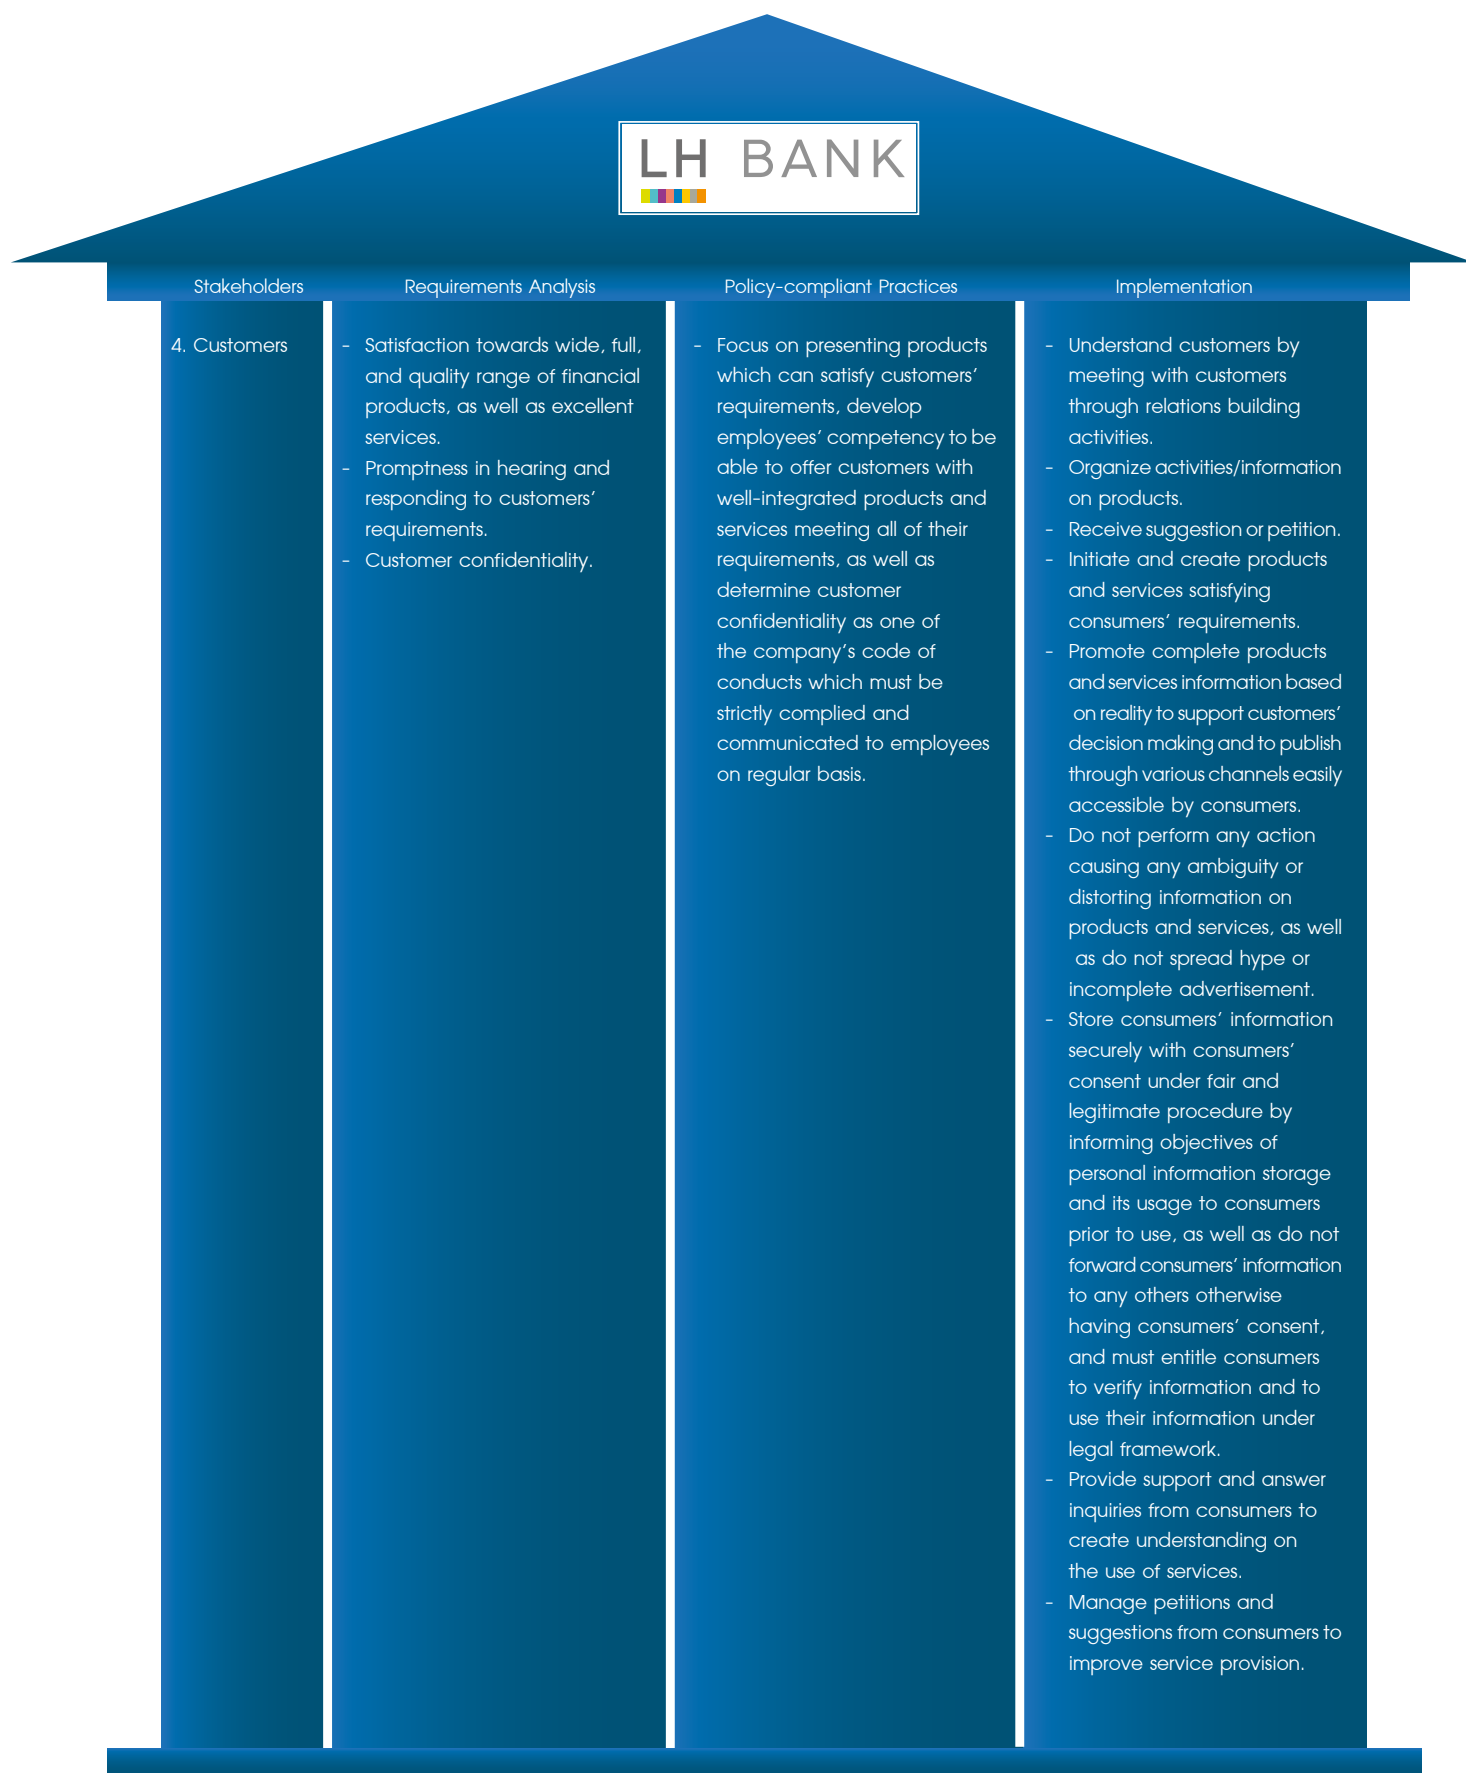 LH BANK
Stakeholders
Requirements Analysis
Policy-compliant Practices
Implementation
4. Customers
- Satisfaction towards wide, full,
and quality range of financial
products, as well as excellent
services.
- Promptness in hearing and
responding to customers'
requirements.
- Customer confidentiality.
- Focus on presenting products
which can satisfy customers'
requirements, develop
employees' competency to be
able to offer customers with
well-integrated products and
services meeting all of their
requirements, as well as
determine customer
confidentiality as one of
the company's code of
conducts which must be
strictly complied and
communicated to employees
on regular basis.
- Understand customers by
meeting with customers
through relations building
activities.
- Organize activities/information
on products.
- Receive suggestion or petition.
- Initiate and create products
and services satisfying
consumers' requirements.
- Promote complete products
and services information based
on reality to support customers'
decision making and to publish
through various channels easily
accessible by consumers.
- Do not perform any action
causing any ambiguity or
distorting information on
products and services, as well
as do not spread hype or
incomplete advertisement.
- Store consumers' information
securely with consumers'
consent under fair and
legitimate procedure by
informing objectives of
personal information storage
and its usage to consumers
prior to use, as well as do not
forward consumers' information
to any others otherwise
having consumers' consent,
and must entitle consumers
to verify information and to
use their information under
legal framework.
- Provide support and answer
inquiries from consumers to
create understanding on
the use of services.
- Manage petitions and
suggestions from consumers to
improve service provision.